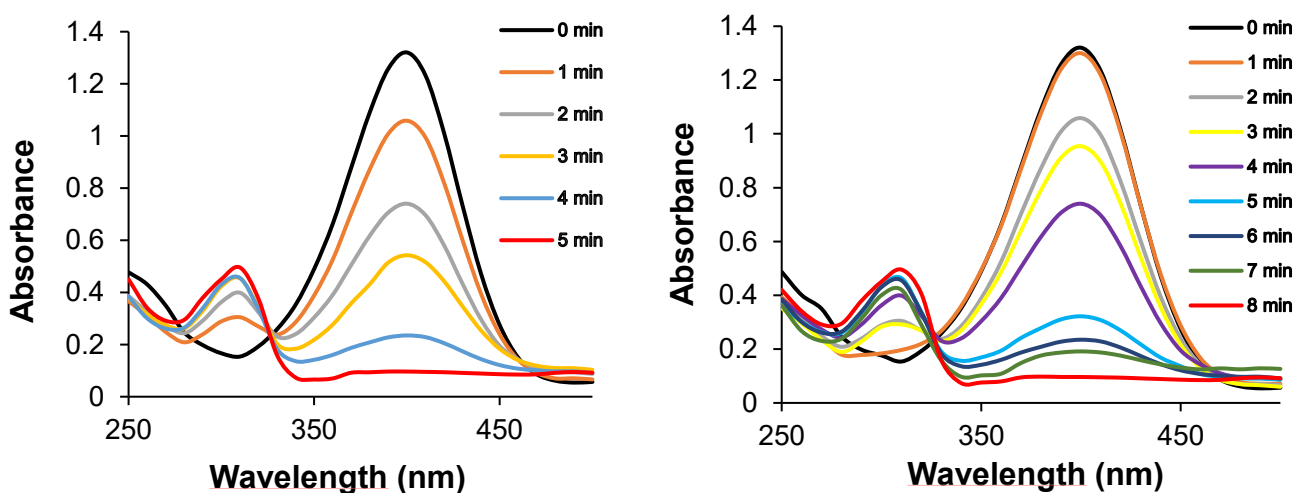 1.4
1.2
1
0.8
0.6
0.4
0.2
0
Absorbance
250
350
450
Wavelength (nm)
0 min
1 min
2 min
3 min
4 min
5 min
1.4
1.2
1
0.8
0.6
0.4
0.2
0
Absorbance
250
350
450
Wavelength (nm)
0 min
1 min
2 min
3 min
4 min
5 min
6 min
7 min
8 min